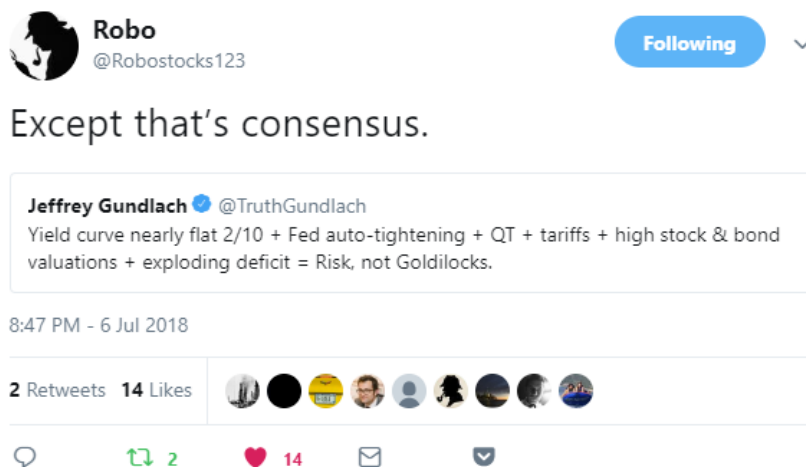 Robo
@Robostocks123
Following
Except that's consensus.
Jeffrey Gundlach @TruthGundlach
Yield curve nearly flat 2/10 + Fed auto-tightening + QT + tariffs + high stock & bond
valuations + exploding deficit = Risk, not Goldilocks.
8:47 PM - 6 Jul 2018
2 Retweets 14 Likes
2 14